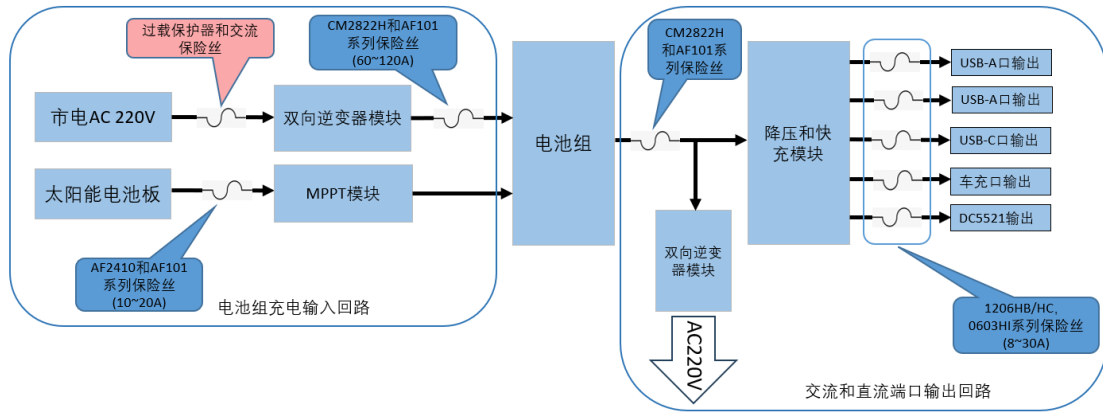 过载保护器和交流
保险丝
CM2822H和AF101
系列保险丝
(60~120A)
市电AC 220V
双向逆变器模块
太阳能电池板
MPPT模块
AF2410和AF101
系列保险丝
(10~20A)
电池组充电输入回路
电池组
CM2822H
和AF101系
列保险丝
降压和快
充模块
双向逆变
器模块
AC220V
USB-A口输出
USB-A口输出
USB-C口输出
车充口输出
DC5521输出
1206HB/HC、
0603HI系列保险丝
(8~30A)
交流和直流端口输出回路